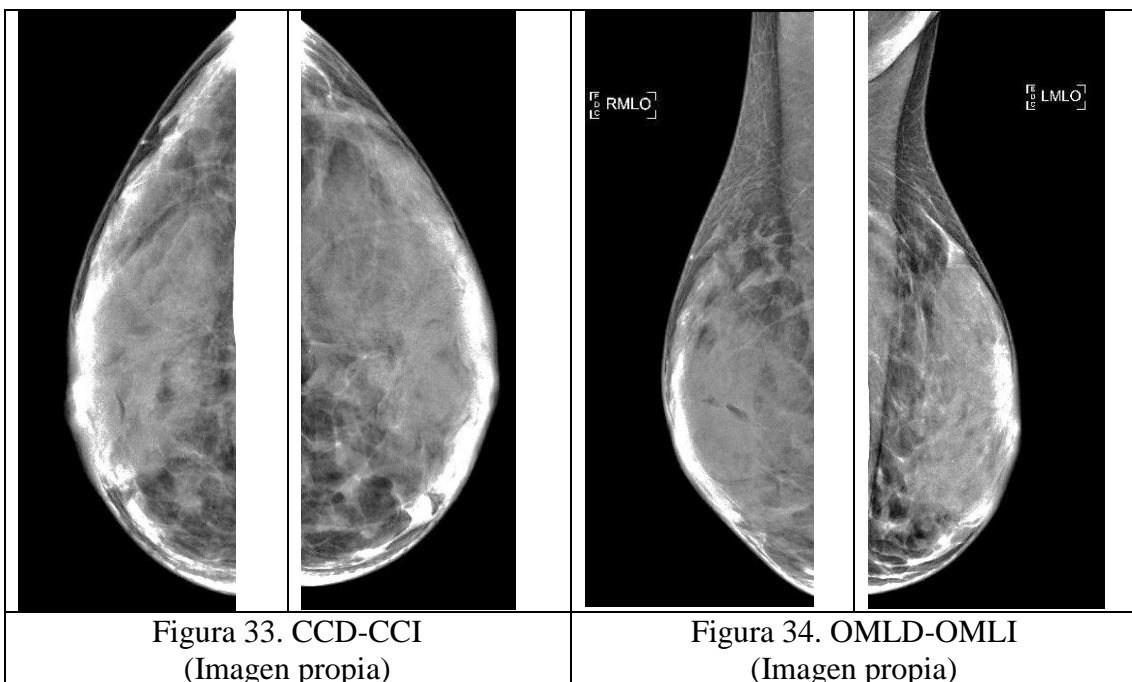 RMLO
LMLO
Figura 33. CCD-CCI
(Imagen propia)
Figura 34. OMLD-OMLI
(Imagen propia)